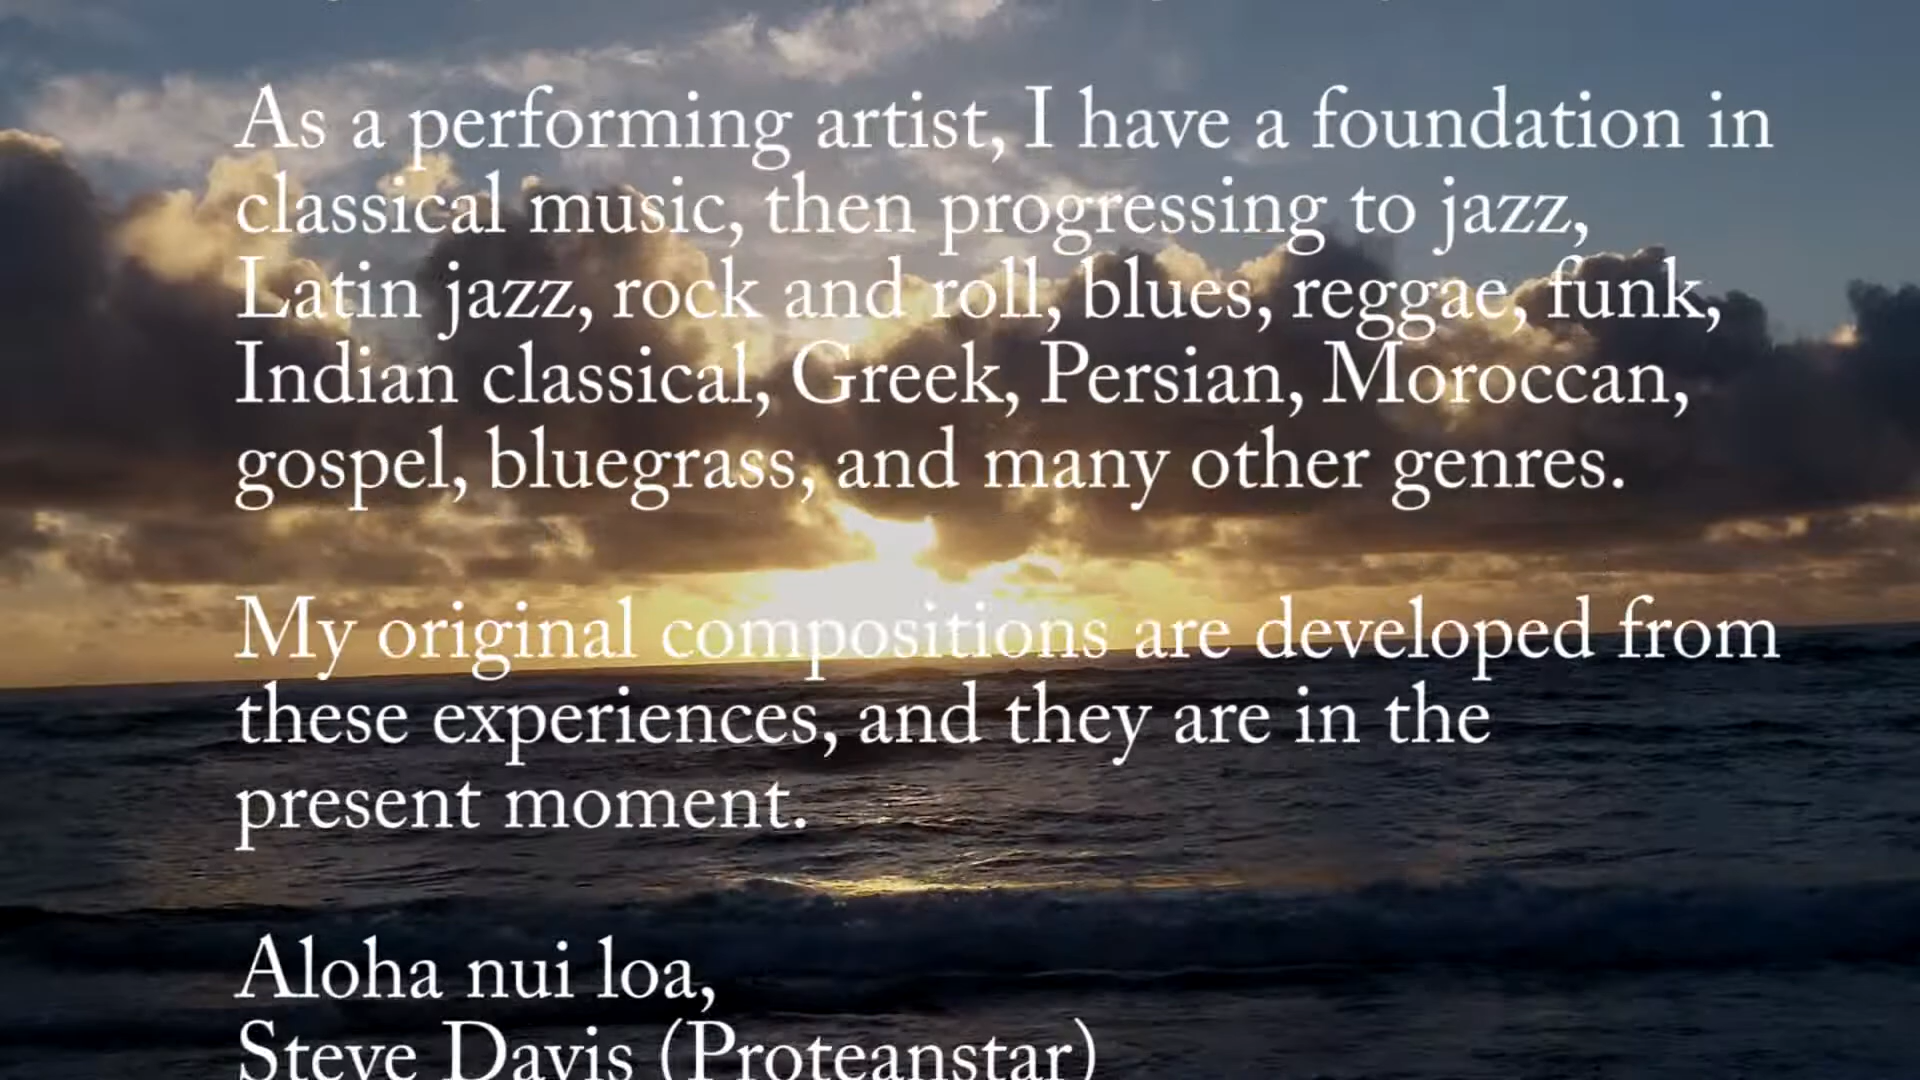 As a performing artist, I have a foundation in
classical music, then progressing to jazz,
Latin jazz, rock and roll, blues, reggae, funk,
Indian classical, Greek, Persian, Moroccan,
gospel, bluegrass, and many other genres.
My original compositions are developed from
these experiences, and they are in the
present moment.
Aloha nui loa,
Steve Davis (Proteanstar)